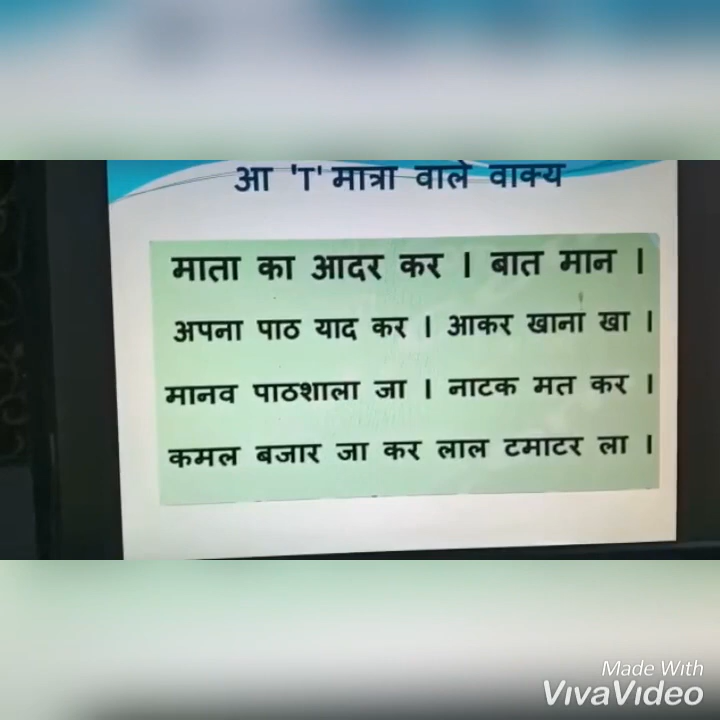 आ 'T' मात्रा वाले वाक्य
माता का आदर कर । बात मान ।
अपना पाठ याद कर । आकर खाना खा ।
मानव पाठशाला जा । नाटक मत कर ।
कमल बजार जा कर लाल टमाटर ला ।
Made With
VivaVideo